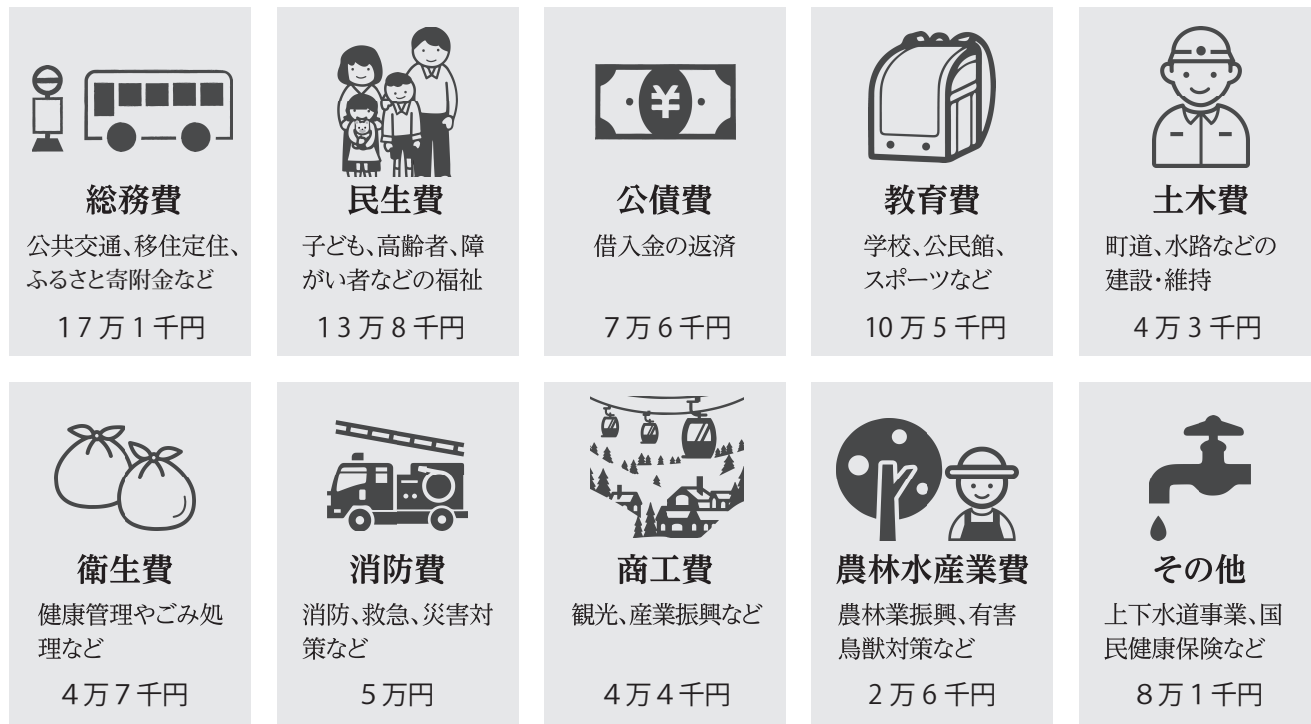 総務費
公共交通、移住定住、
ふるさと寄附金など
17万1千円
民生費
子ども、高齢者、障
がい者などの福祉
13万8千円
¥
公債費
借入金の返済
7万6千円
教育費
学校、公民館、
スポーツなど
10万5千円
土木費
町道、水路などの
建設・維持
4万3千円
衛生費
健康管理やごみ処
理など
4万7千円
消防費
消防、救急、災害対
策など
5万円
商工費
観光、産業振興など
4万4千円
農林水産業費
農林業振興、有害
鳥獣対策など
2万6千円
その他
上下水道事業、国
民健康保険など
8万1千円